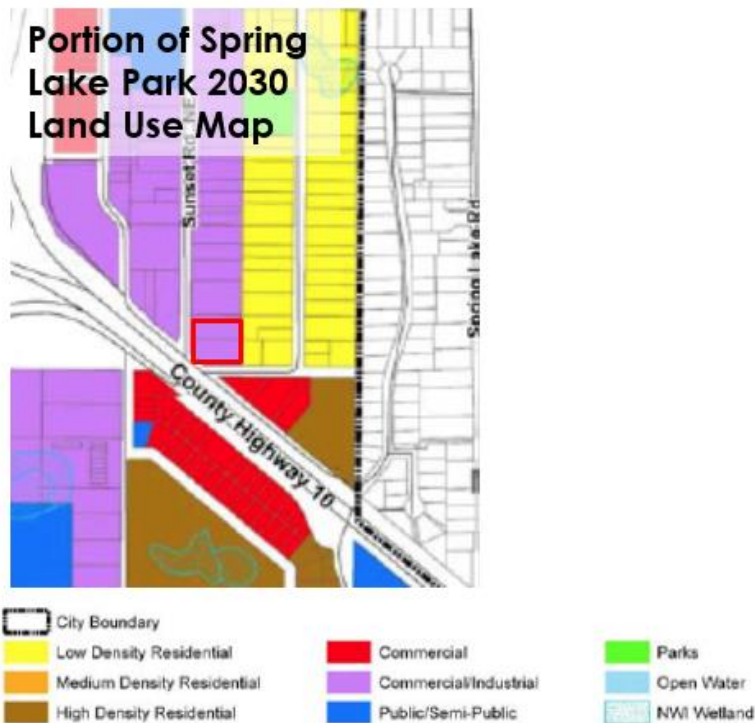 Portion of Spring
Lake Park 2030
Land Use Map
Sunset Rd NE
Spring Lake Rd
County Highway 10
City Boundary
Low Density Residential
Commercial
Parks
Medium Density Residential
Commercial/Industrial
Open Water
High Density Residential
Public/Semi-Public
NWI Wetland